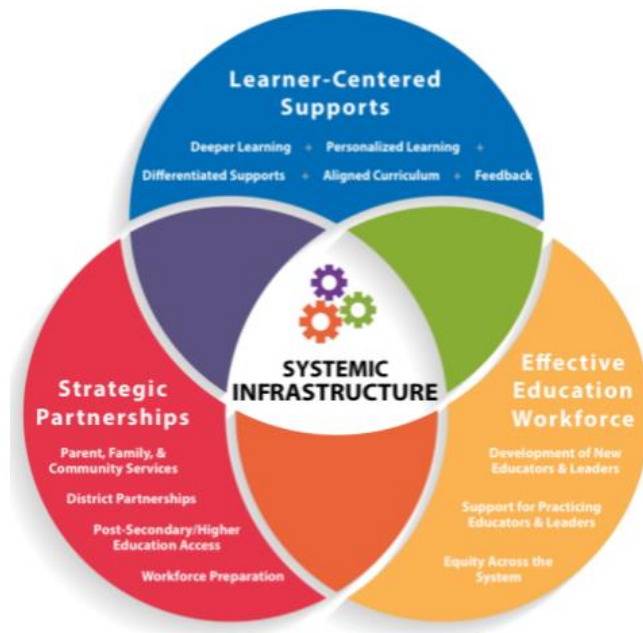 Learner-Centered
Supports
Deeper Learning + Personalized Learning +
Differentiated Supports + Aligned Curriculum + Feedback
SYSTEMIC
INFRASTRUCTURE
Strategic
Partnerships
Parent, Family, &
Community Services
District Partnerships
Post-Secondary/Higher
Education Access
Workforce Preparation
Effective
Education
Workforce
Development of New
Educators & Leaders
Support for Practicing
Educators & Leaders
Equity Across the
System